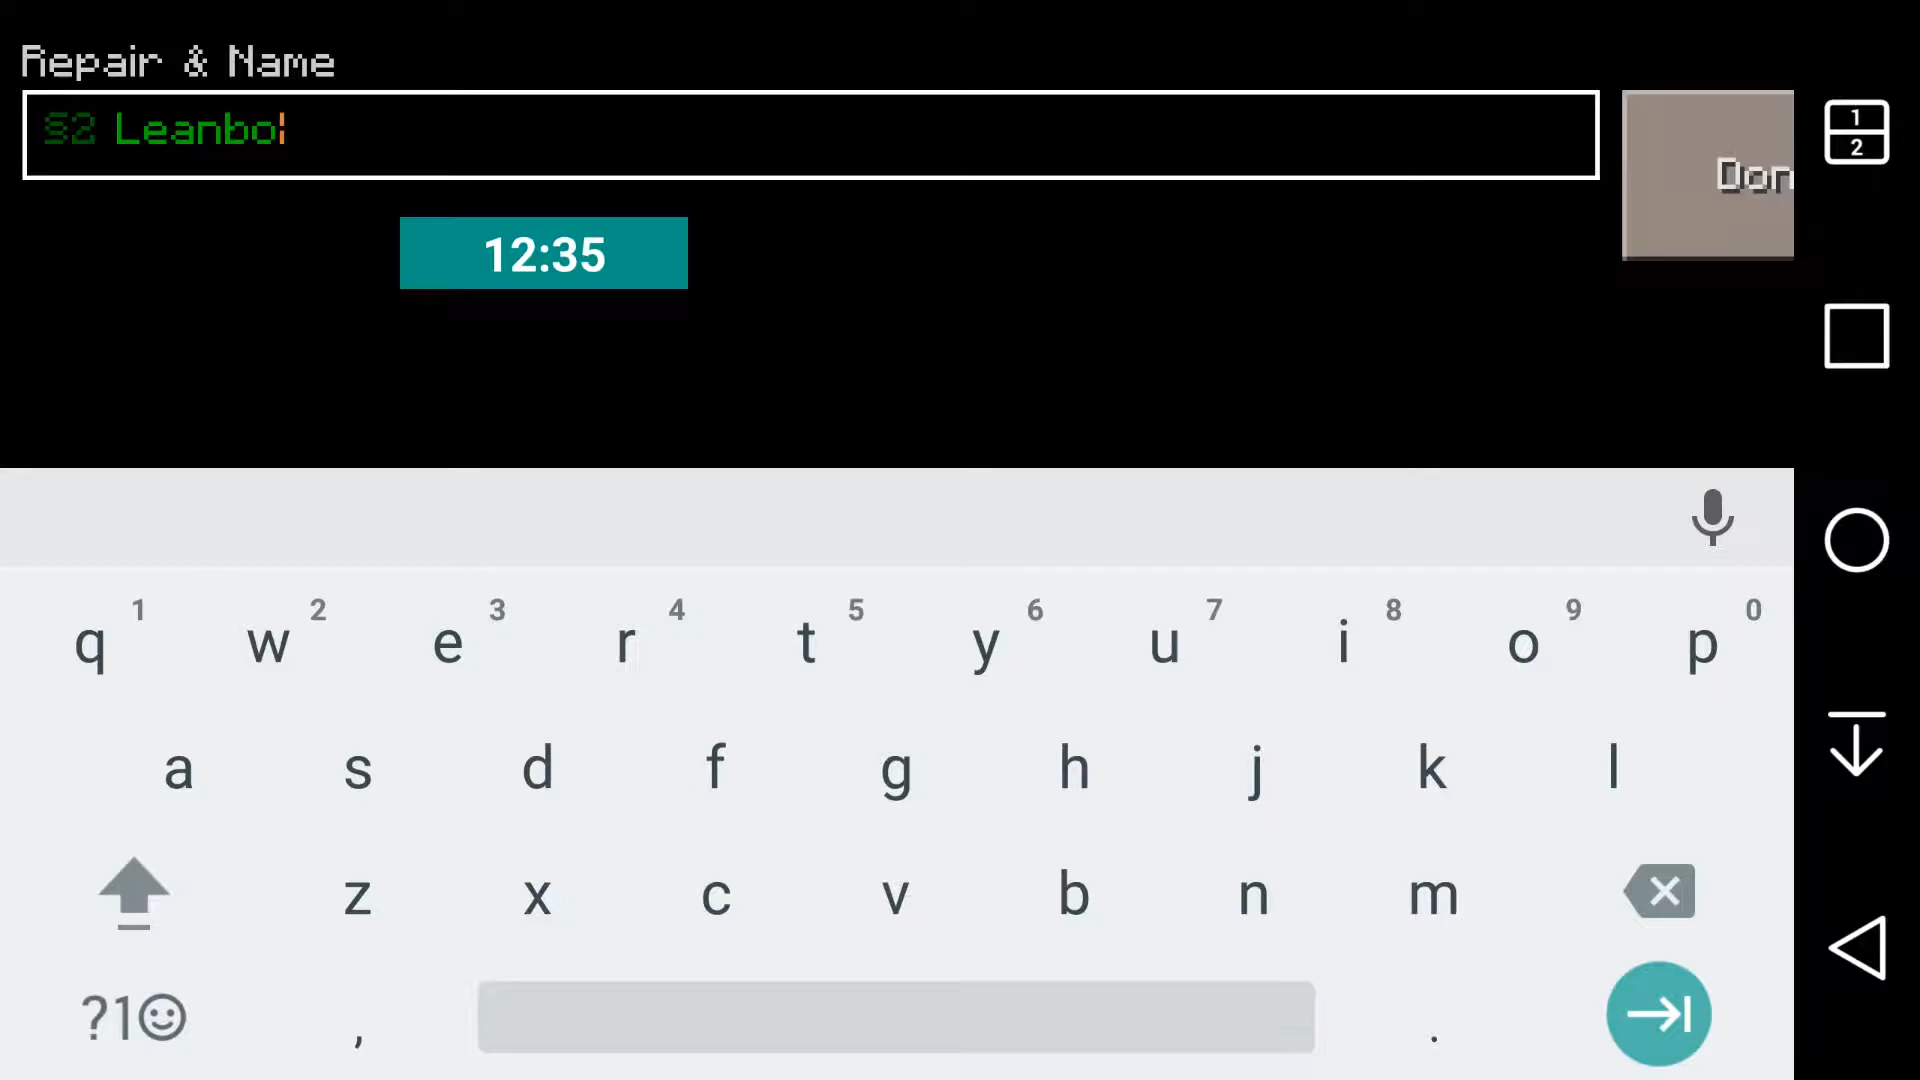 Repair & Name
§2 Leanbo
Don
1
2
12:35
1 2 3 4 5 6 7 8 9 0
q w e r t y u i o p
a s d f g h j k l
z x c v b n m
?1☺ , .